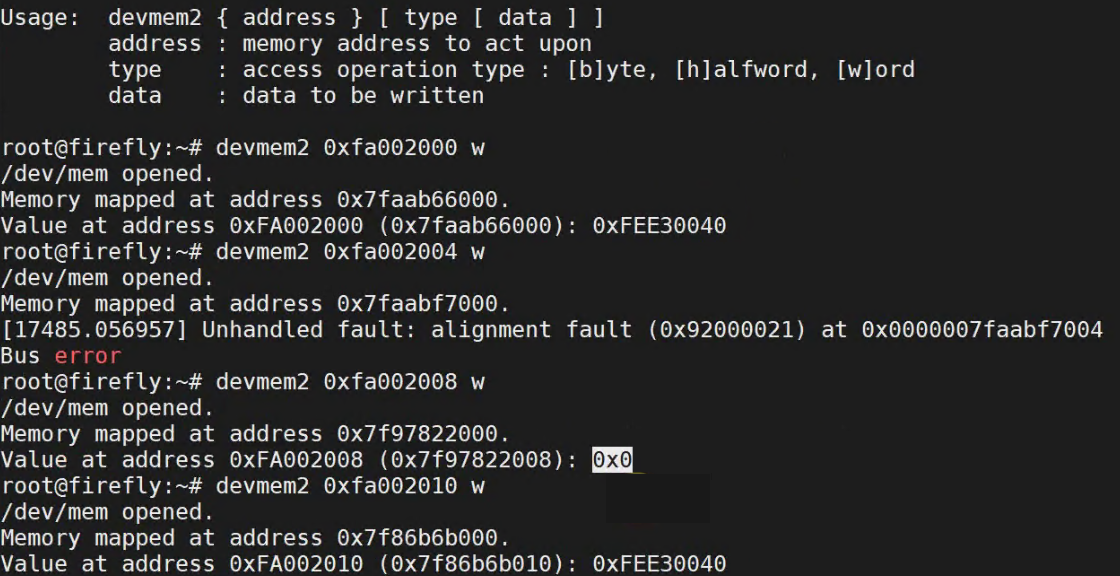 Usage:  devmem2 { address } [ type [ data ] ]
        address : memory address to act upon
        type    : access operation type : [b]yte, [h]alfword, [w]ord
        data    : data to be written
root@firefly:~# devmem2 0xfa002000 w
/dev/mem opened.
Memory mapped at address 0x7faab66000.
Value at address 0xFA002000 (0x7faab66000): 0xFEE30040
root@firefly:~# devmem2 0xfa002004 w
/dev/mem opened.
Memory mapped at address 0x7faabf7000.
[17485.056957] Unhandled fault: alignment fault (0x92000021) at 0x0000007faabf7004
Bus error
root@firefly:~# devmem2 0xfa002008 w
/dev/mem opened.
Memory mapped at address 0x7f97822000.
Value at address 0xFA002008 (0x7f97822008): 0x0
root@firefly:~# devmem2 0xfa002010 w
/dev/mem opened.
Memory mapped at address 0x7f86b6b000.
Value at address 0xFA002010 (0x7f86b6b010): 0xFEE30040